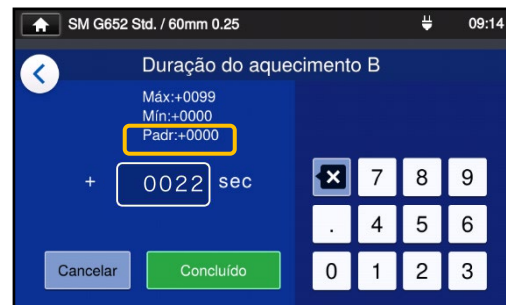 SM G652 Std. / 60mm 0.25 09:14
Duração do aquecimento B
Máx:+0099
Mín:+0000
Padr:+0000
+ 0022 sec
7 8 9
. 4 5 6
Cancelar Concluído 0 1 2 3